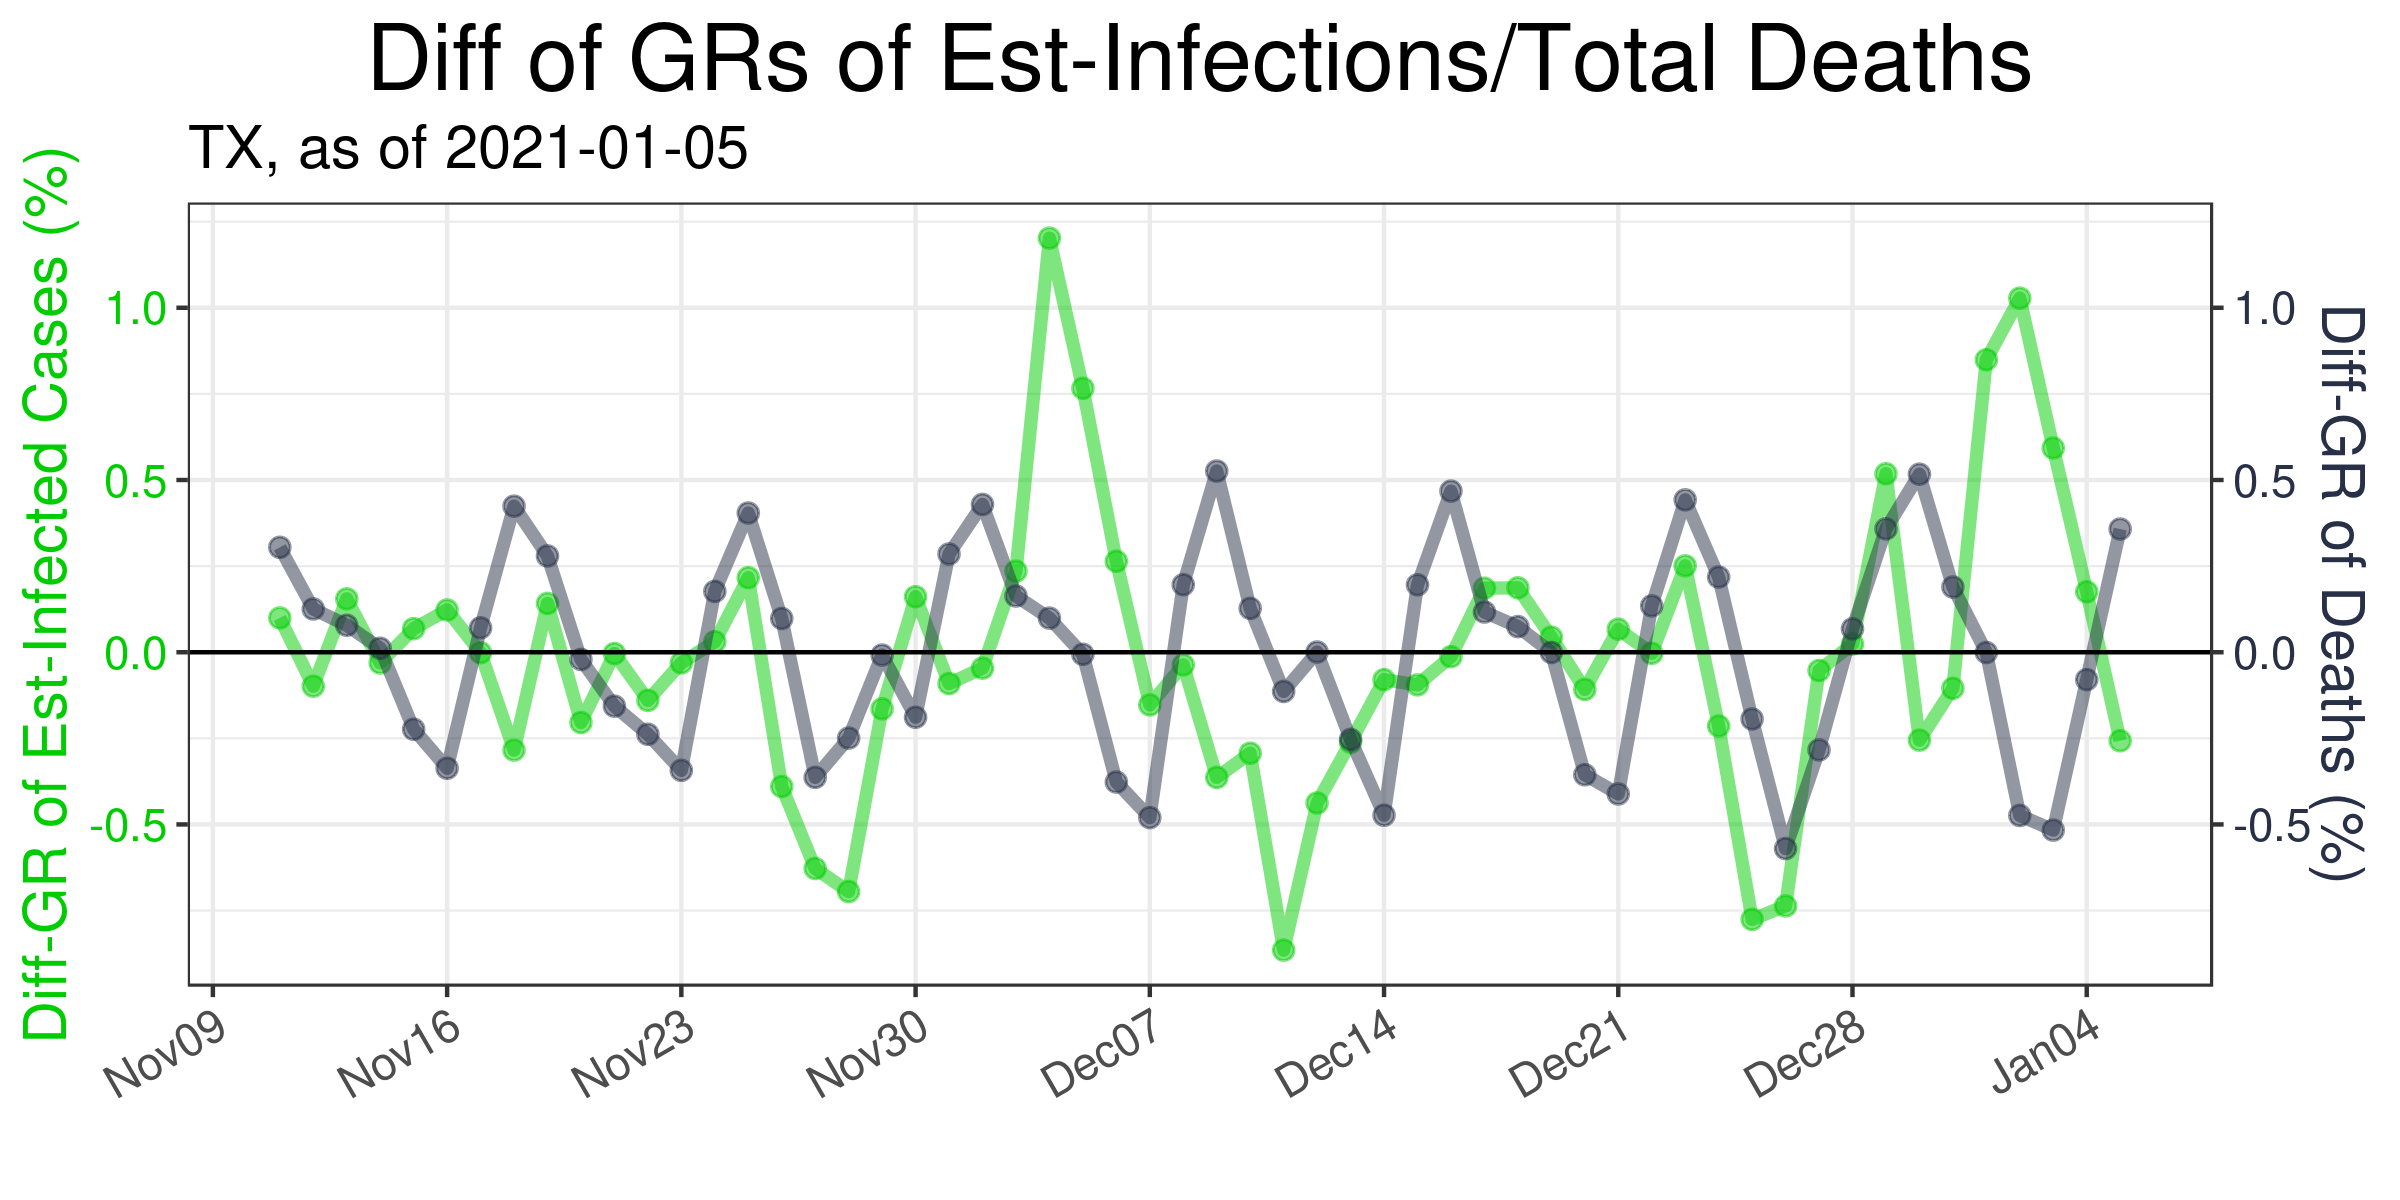 Diff of GRs of Est-Infections/Total Deaths
TX, as of 2021-01-05
Diff-GR of Est-Infected Cases (%)
1.0
0.5
0.0
-0.5
1.0
0.5
0.0
-0.5
Diff-GR of Deaths (%)
Nov09 Nov16 Nov23 Nov30 Dec07 Dec14 Dec21 Dec28 Jan04